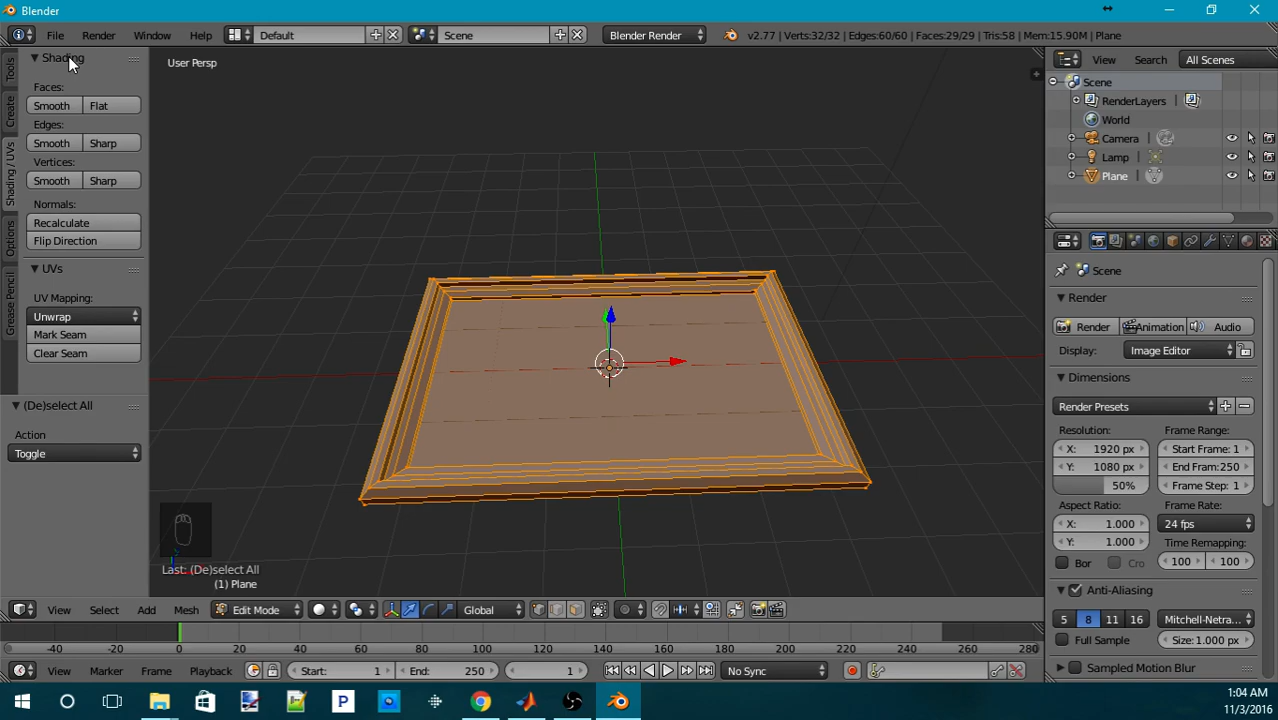 Blender
File Render Window Help Default Scene Blender Render v2.77 | Verts:32/32 | Edges:60/60 | Faces:29/29 | Tris:58 | Mem:15.90M | Plane
Tools
Create
Shading / UVs
Options
Grease Pencil
Shading
Faces:
Smooth Flat
Edges:
Smooth Sharp
Vertices:
Smooth Sharp
Normals:
Recalculate
Flip Direction
UVs
UV Mapping:
Unwrap
Mark Seam
Clear Seam
(De)select All
Action
Toggle
User Persp
Last: (De)select All
(1) Plane
View Select Add Mesh Edit Mode Global
-40 -20 0 20 40 60 80 100 120 140 160 180 200 220 240 260 280
View Marker Frame Playback Start: 1 End: 250 1 No Sync
View Search All Scenes
Scene
RenderLayers
World
Camera
Lamp
Plane
Scene
Render
Render Animation Audio
Display: Image Editor
Dimensions
Render Presets
Resolution: Frame Range:
X: 1920 px Start Frame: 1
Y: 1080 px End Fram:250
50% Frame Step: 1
Aspect Ratio: Frame Rate:
X: 1.000 24 fps
Y: 1.000 Time Remapping:
Bor Cro 100 100
Anti-Aliasing
5 8 11 16 Mitchell-Netra...
Full Sample Size:1.000 px
Sampled Motion Blur
1:04 AM
11/3/2016